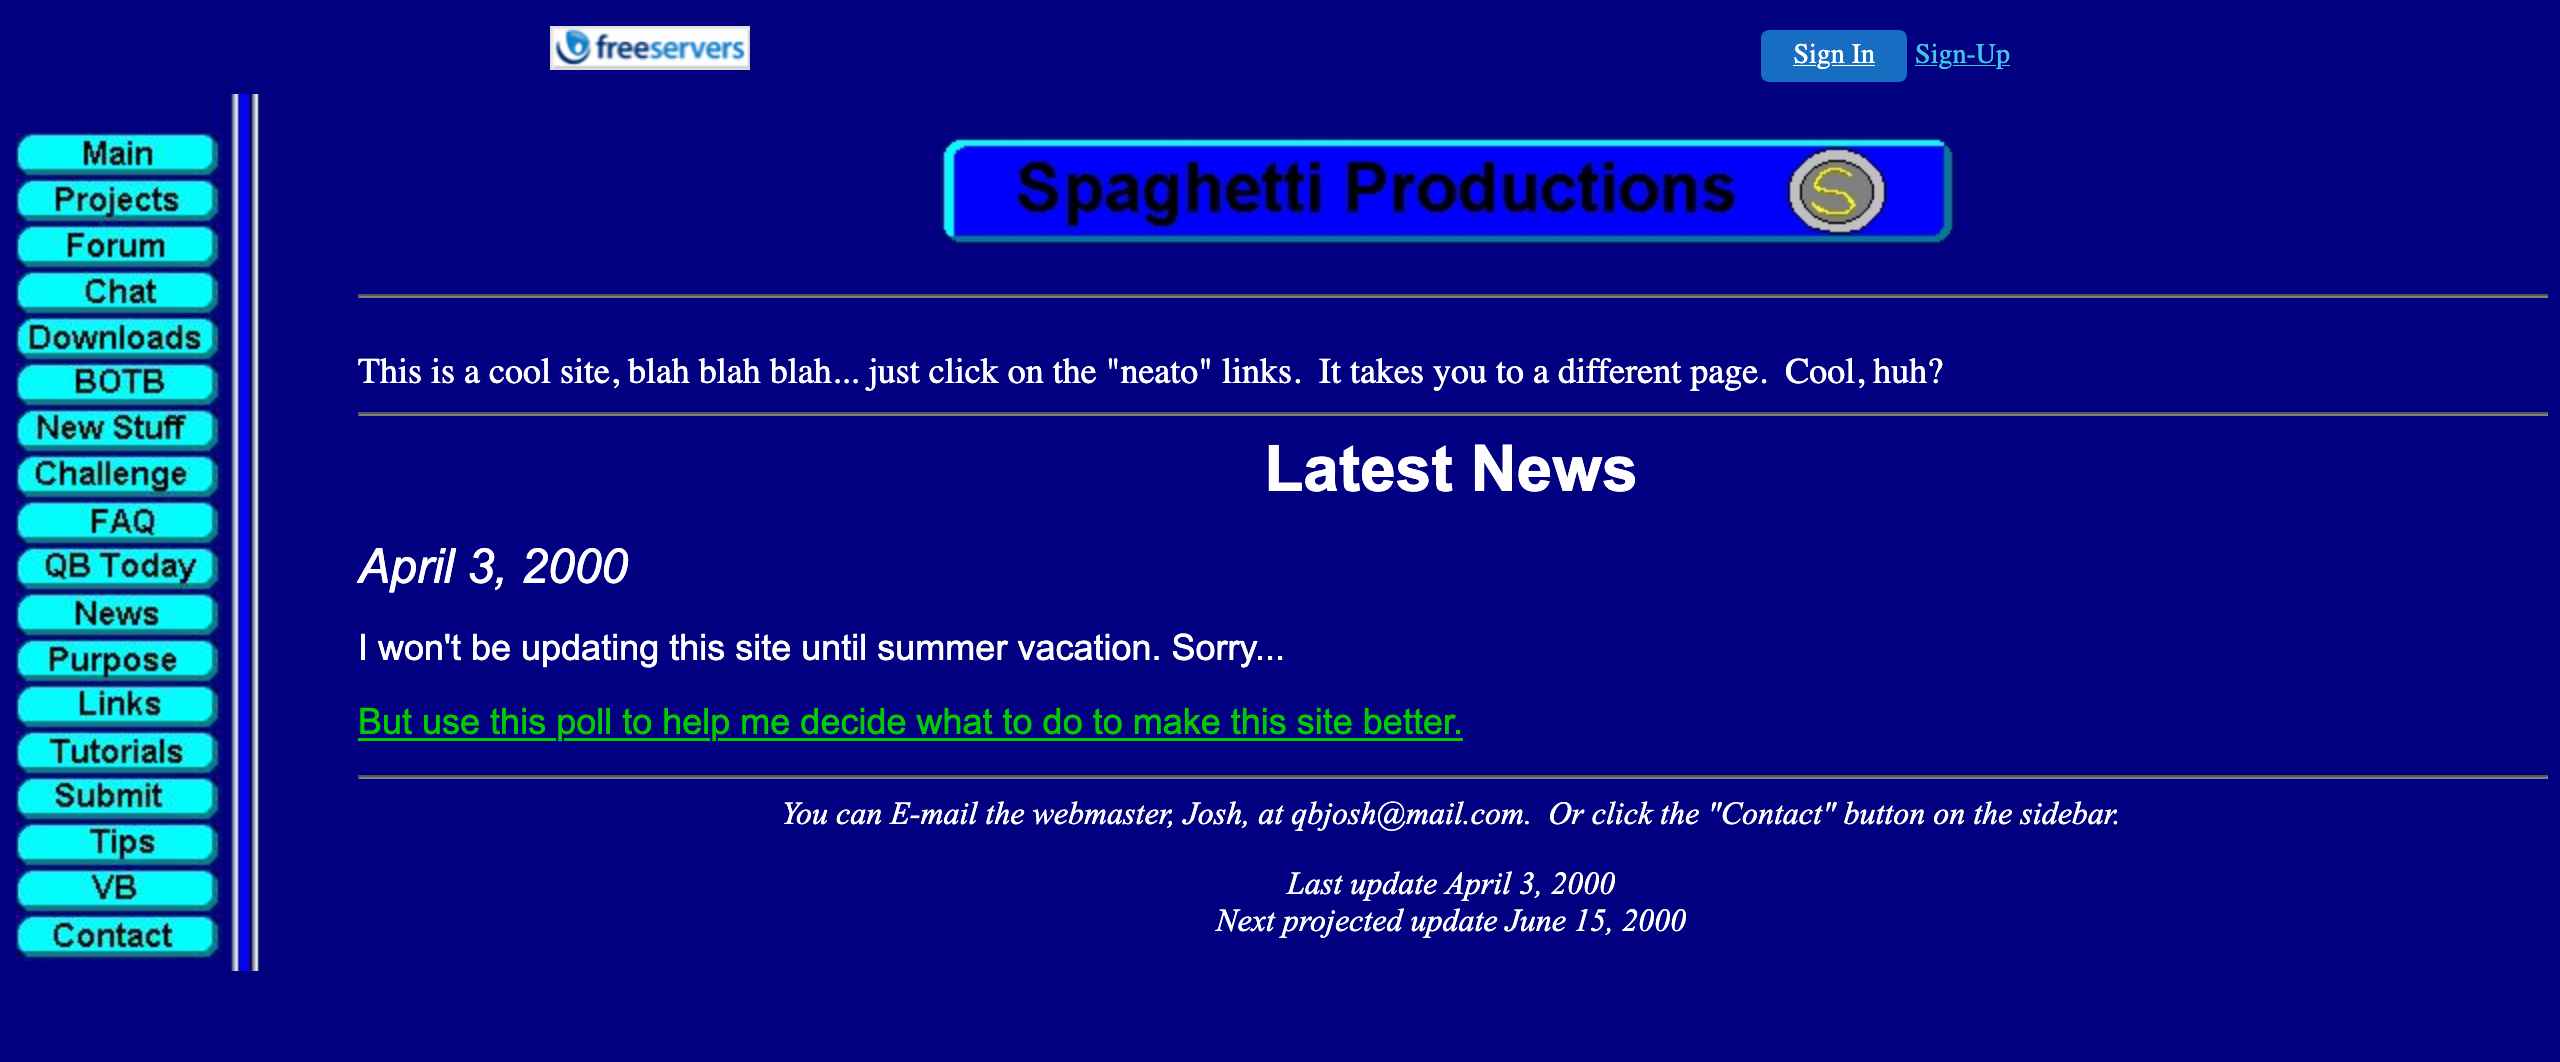 freeservers
Sign In Sign-Up
Main
Projects
Forum
Chat
Downloads
BOTB
New Stuff
Challenge
FAQ
QB Today
News
Purpose
Links
Tutorials
Submit
Tips
VB
Contact
Spaghetti Productions S
This is a cool site, blah blah blah... just click on the "neato" links.  It takes you to a different page.  Cool, huh?
Latest News
April 3, 2000
I won't be updating this site until summer vacation. Sorry...
But use this poll to help me decide what to do to make this site better.
You can E-mail the webmaster, Josh, at qbjosh@mail.com.  Or click the "Contact" button on the sidebar.
Last update April 3, 2000
Next projected update June 15, 2000